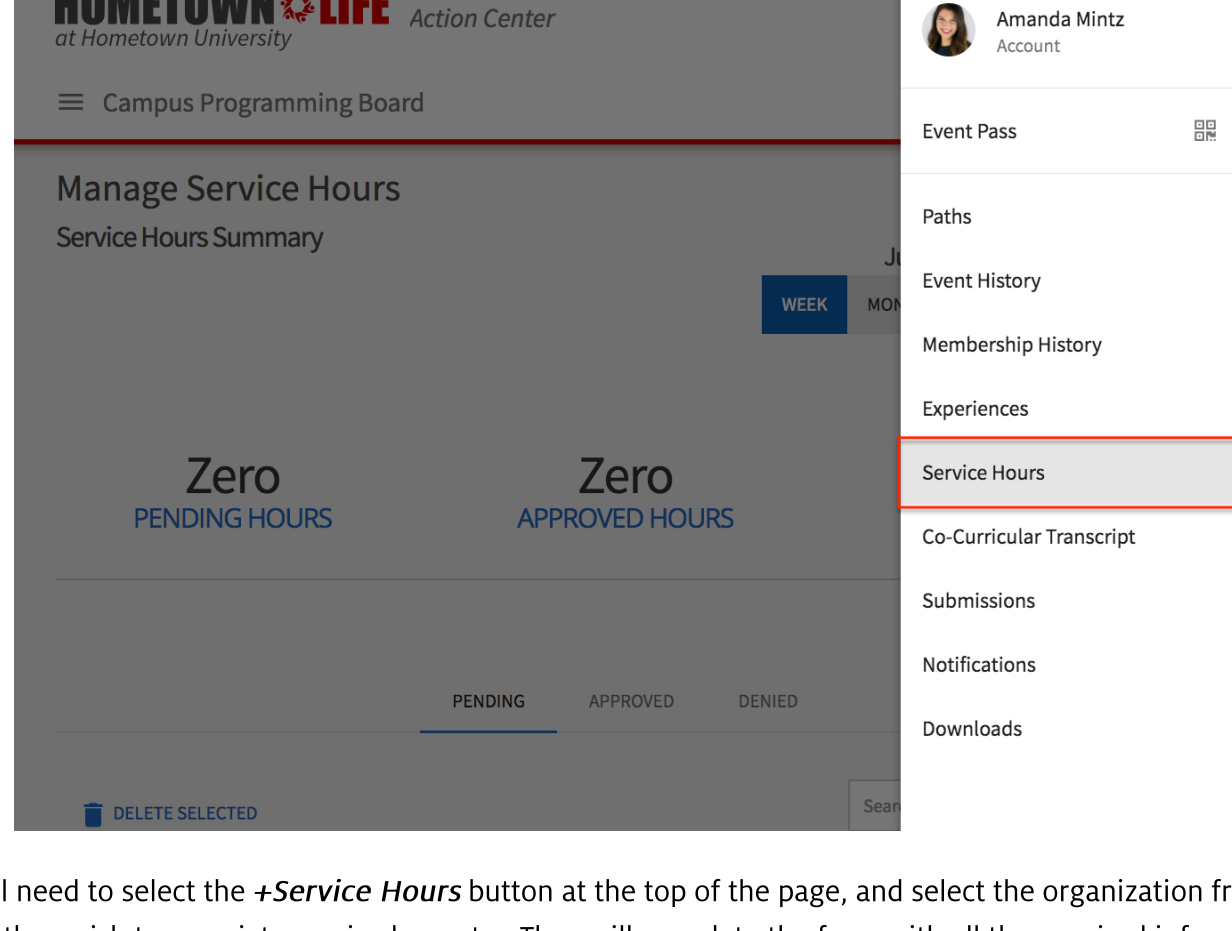 HOMETOWN LIFE Action Center
at Hometown University
Campus Programming Board
Manage Service Hours
Service Hours Summary
WEEK
Zero
PENDING HOURS
Zero
APPROVED HOURS
PENDING APPROVED DENIED
DELETE SELECTED
Amanda Mintz
Account
Event Pass
Paths
Event History
Membership History
Experiences
Service Hours
Co-Curricular Transcript
Submissions
Notifications
Downloads
need to select the +Service Hours button at the top of the page, and select the organization